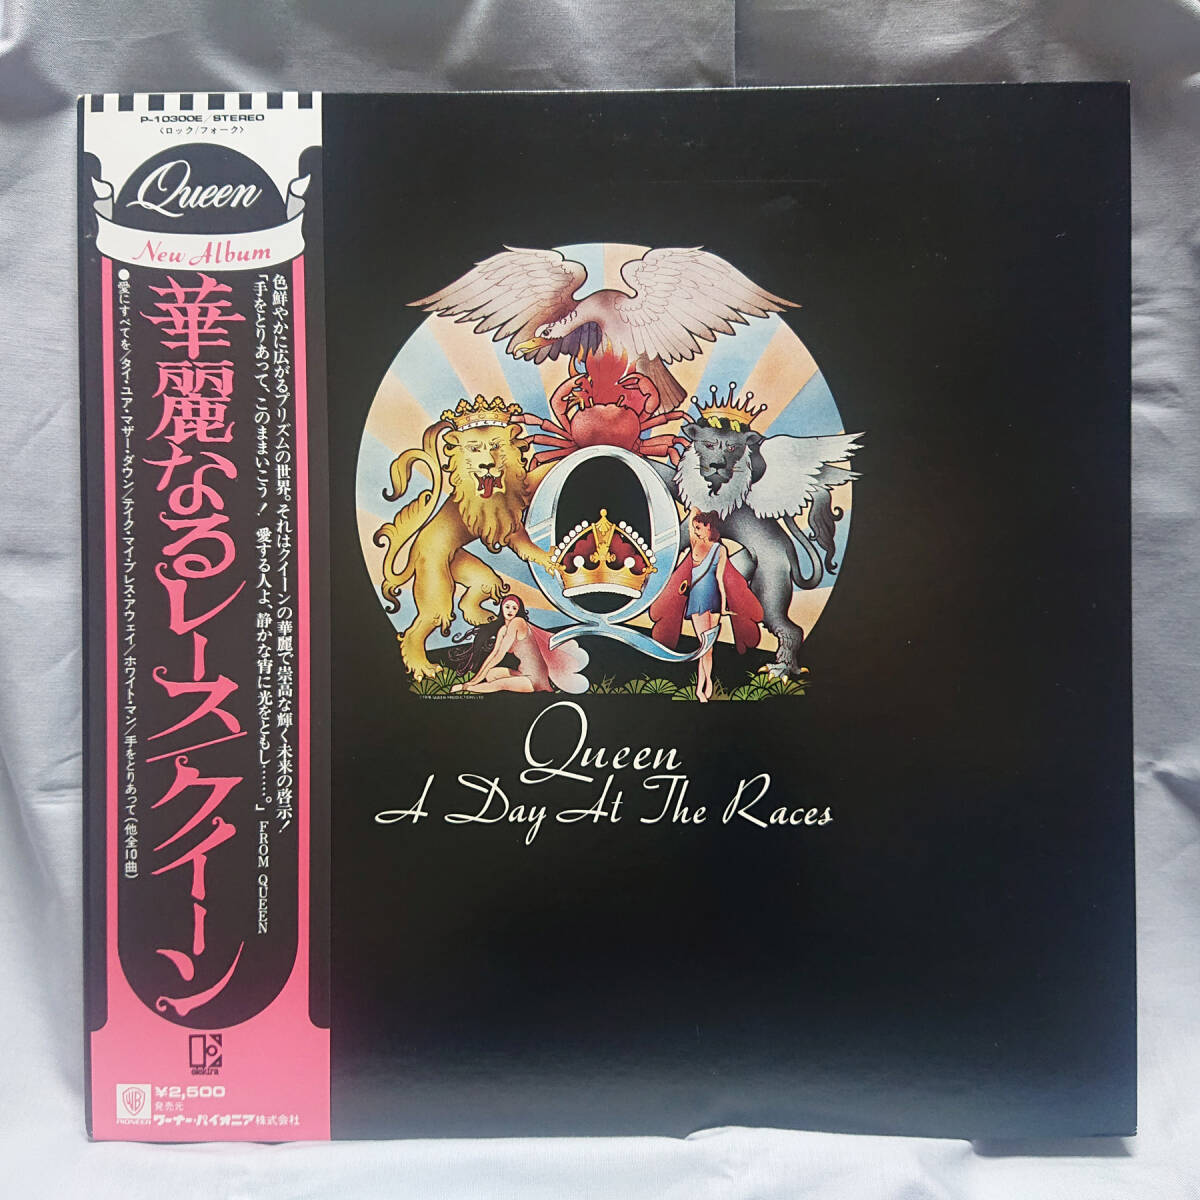 P-10300E/STEREO
〈ロック/フォーク〉
Queen
New Album
色鮮やかに広がるプリズムの世界。それはクイーンの華麗で崇高な輝く未来の啓示!
「手をとりあって、このままいこう! 愛する人よ、静かな宵に光をともし……。」 FROM QUEEN
華麗なるレース/クイーン
●愛にすべてを/タイ・ユア・マザー・ダウン/テイク・マイ・ブレス・アウェイ/ホワイト・マン/手をとりあって(他全10曲)
elektra
WB
PIONEER
¥2,500
発売元
ワーナー・パイオニア株式会社
Queen
A Day At The Races